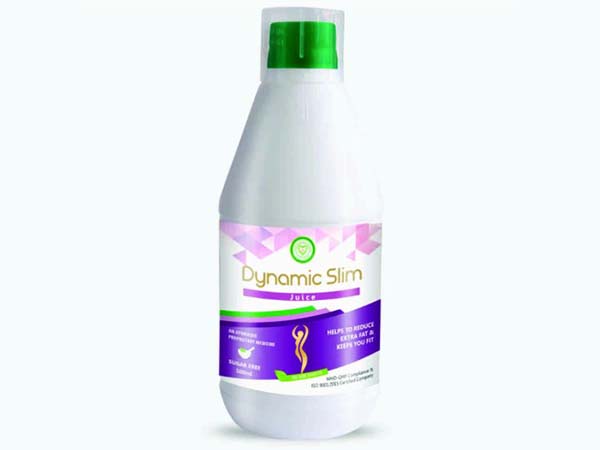 Dynamic Slim
Juice
AN AYURVEDIC
PROPRIETARY MEDICINE
HELPS TO REDUCE
EXTRA FAT &
KEEPS YOU FIT
SUGAR FREE
500ml
WHO-GMP Compliance &
ISO 9001:2015 Certified Company